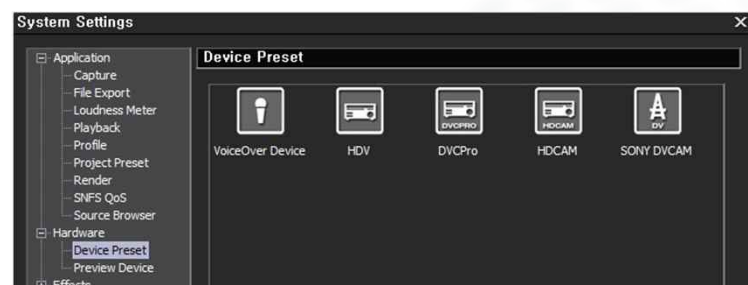 System Settings
Application
Capture
File Export
Loudness Meter
Playback
Profile
Project Preset
Render
SNFS QoS
Source Browser
Hardware
Device Preset
Preview Device
Effects
Device Preset
DVCPRO
HDCAM
DV
VoiceOver Device
HDV
DVCPro
HDCAM
SONY DVCAM